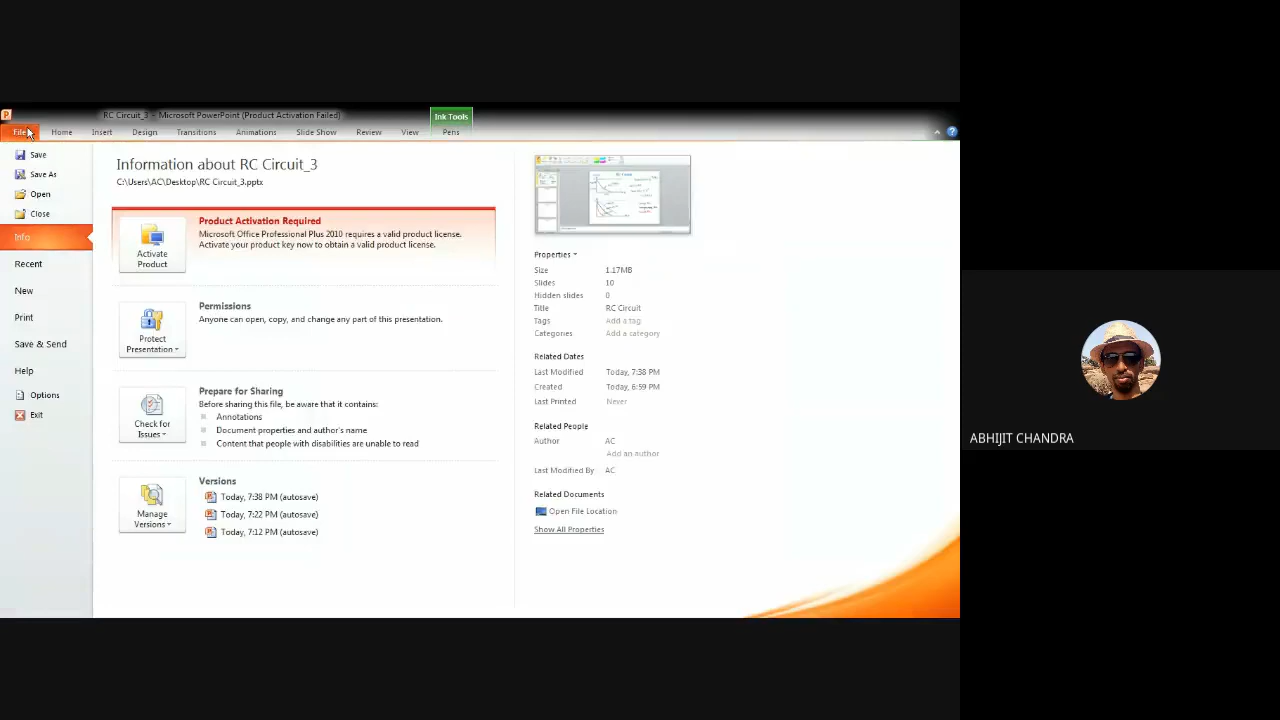 RC Circuit_3 - Microsoft PowerPoint (Product Activation Failed)
Ink Tools
File Home Insert Design Transitions Animations Slide Show Review View Pens
Save
Save As
Open
Close
Info
Recent
New
Print
Save & Send
Help
Options
Exit
Information about RC Circuit_3
C:\Users\AC\Desktop\RC Circuit_3.pptx
Activate
Product
Product Activation Required
Microsoft Office Professional Plus 2010 requires a valid product license.
Activate your product key now to obtain a valid product license.
Protect
Presentation
Permissions
Anyone can open, copy, and change any part of this presentation.
Check for
Issues
Prepare for Sharing
Before sharing this file, be aware that it contains:
Annotations
Document properties and author's name
Content that people with disabilities are unable to read
Manage
Versions
Versions
Today, 7:38 PM (autosave)
Today, 7:22 PM (autosave)
Today, 7:12 PM (autosave)
Properties
Size 1.17MB
Slides 10
Hidden slides 0
Title RC Circuit
Tags Add a tag
Categories Add a category
Related Dates
Last Modified Today, 7:38 PM
Created Today, 6:59 PM
Last Printed Never
Related People
Author AC
Add an author
Last Modified By AC
Related Documents
Open File Location
Show All Properties
ABHIJIT CHANDRA